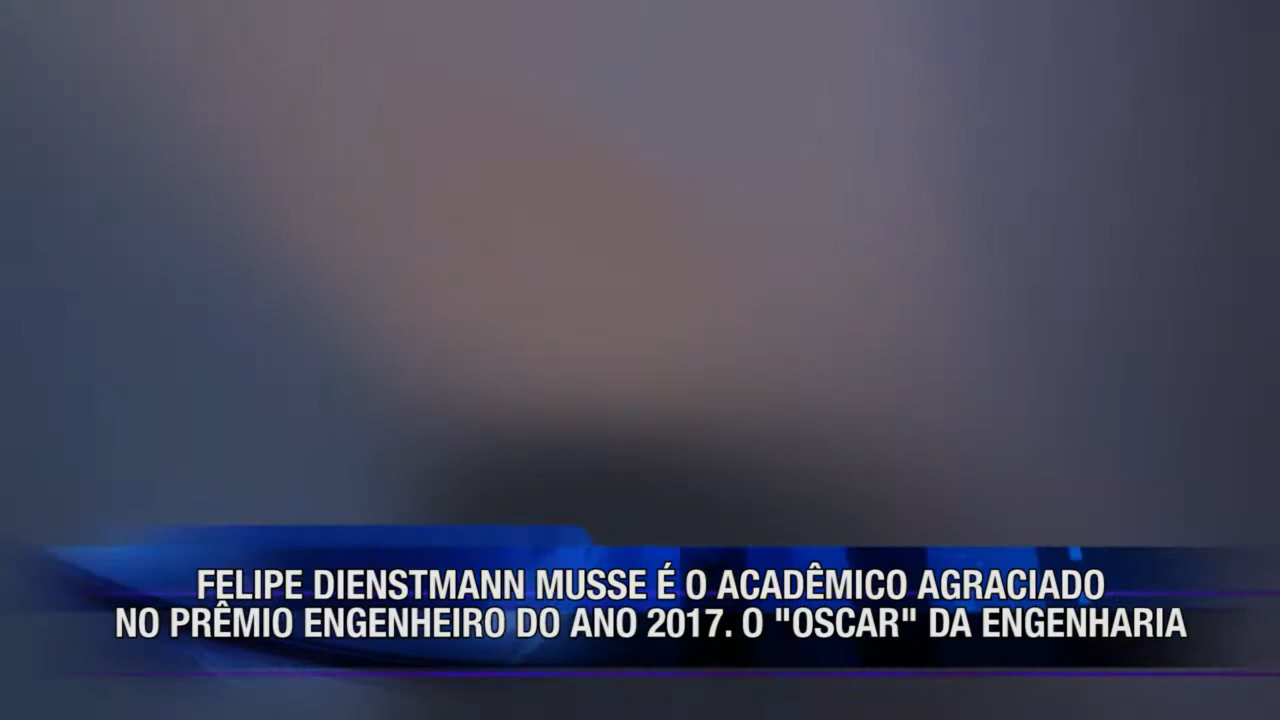 FELIPE DIENSTMANN MUSSE É O ACADÊMICO AGRACIADO
NO PRÊMIO ENGENHEIRO DO ANO 2017. O "OSCAR" DA ENGENHARIA